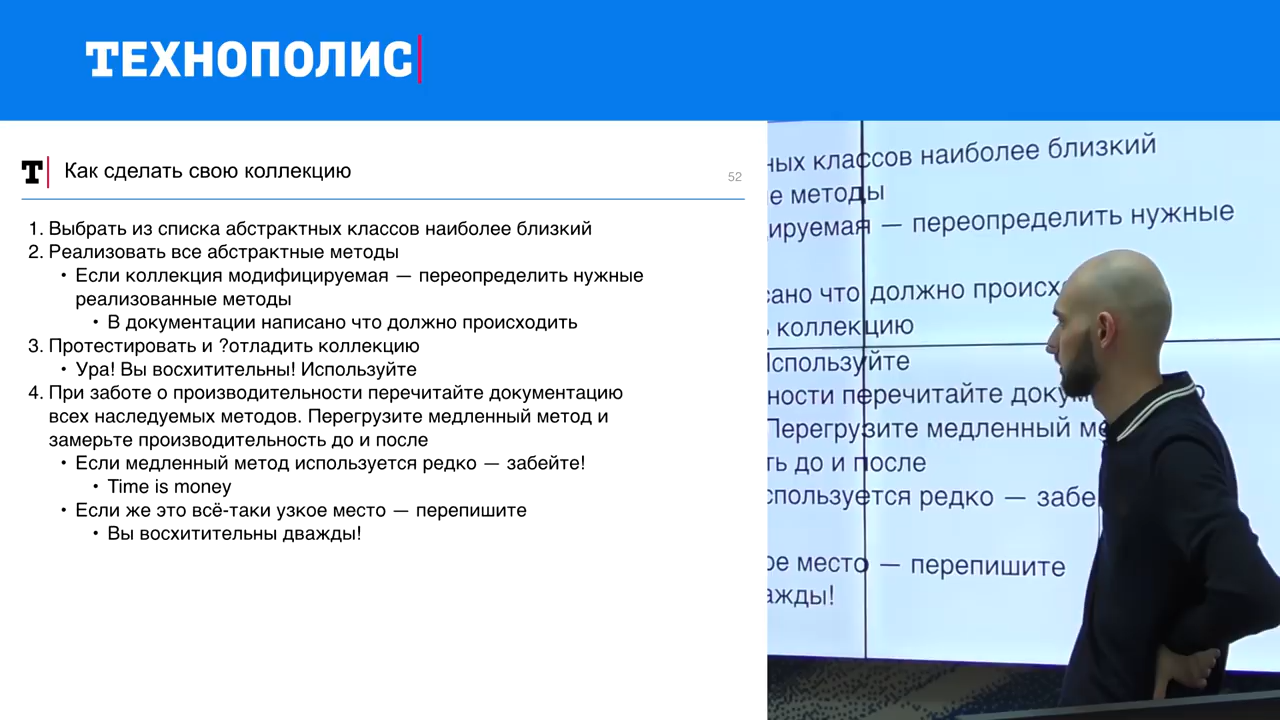 ТЕХНОПОЛИС
Т Как сделать свою коллекцию
52
1. Выбрать из списка абстрактных классов наиболее близкий
2. Реализовать все абстрактные методы
• Если коллекция модифицируемая — переопределить нужные
реализованные методы
• В документации написано что должно происходить
3. Протестировать и ?отладить коллекцию
• Ура! Вы восхитительны! Используйте
4. При заботе о производительности перечитайте документацию
всех наследуемых методов. Перегрузите медленный метод и
замерьте производительность до и после
• Если медленный метод используется редко — забейте!
• Time is money
• Если же это всё-таки узкое место — перепишите
• Вы восхитительны дважды!
ных классов наиболее близкий
е методы
ируемая — переопределить нужные
сано что должно происх
ь коллекцию
Используйте
ности перечитайте докум
Перегрузите медленный ме
ть до и после
спользуется редко — забе
ое место — перепишите
ажды!